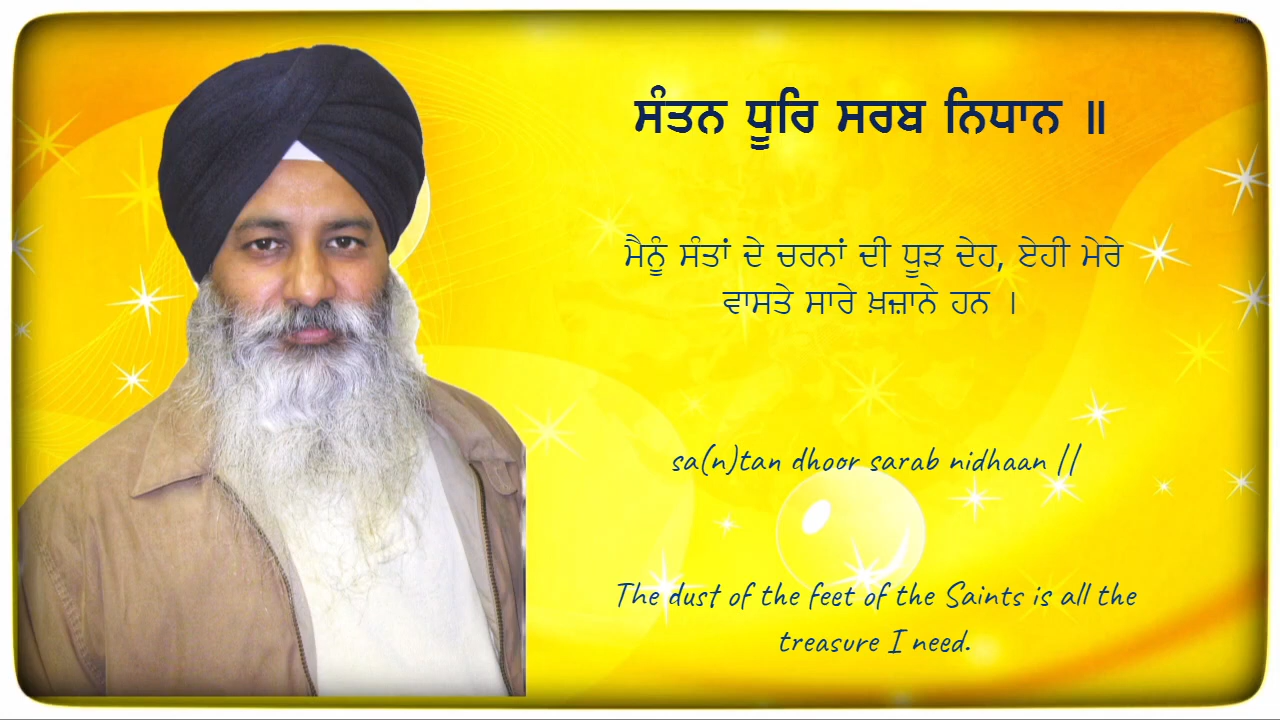 ਸੰਤਨ ਧੂਰਿ ਸਰਬ ਨਿਧਾਨ ॥
ਮੈਨੂੰ ਸੰਤਾਂ ਦੇ ਚਰਨਾਂ ਦੀ ਧੂੜ ਦੇਹ, ਏਹੀ ਮੇਰੇ
ਵਾਸਤੇ ਸਾਰੇ ਖ਼ਜ਼ਾਨੇ ਹਨ ।
sa(n)tan dhoor sarab nidhaan ||
The dust of the feet of the Saints is all the
treasure I need.